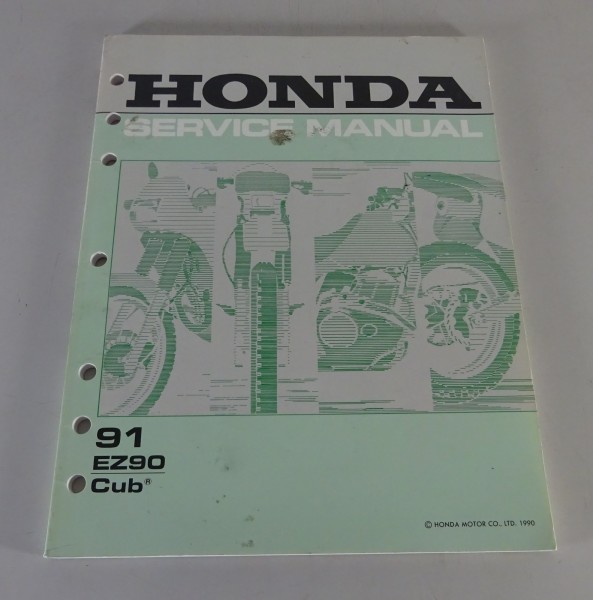 HONDA
SERVICE MANUAL
91
EZ90
Cub®
© HONDA MOTOR CO., LTD. 1990